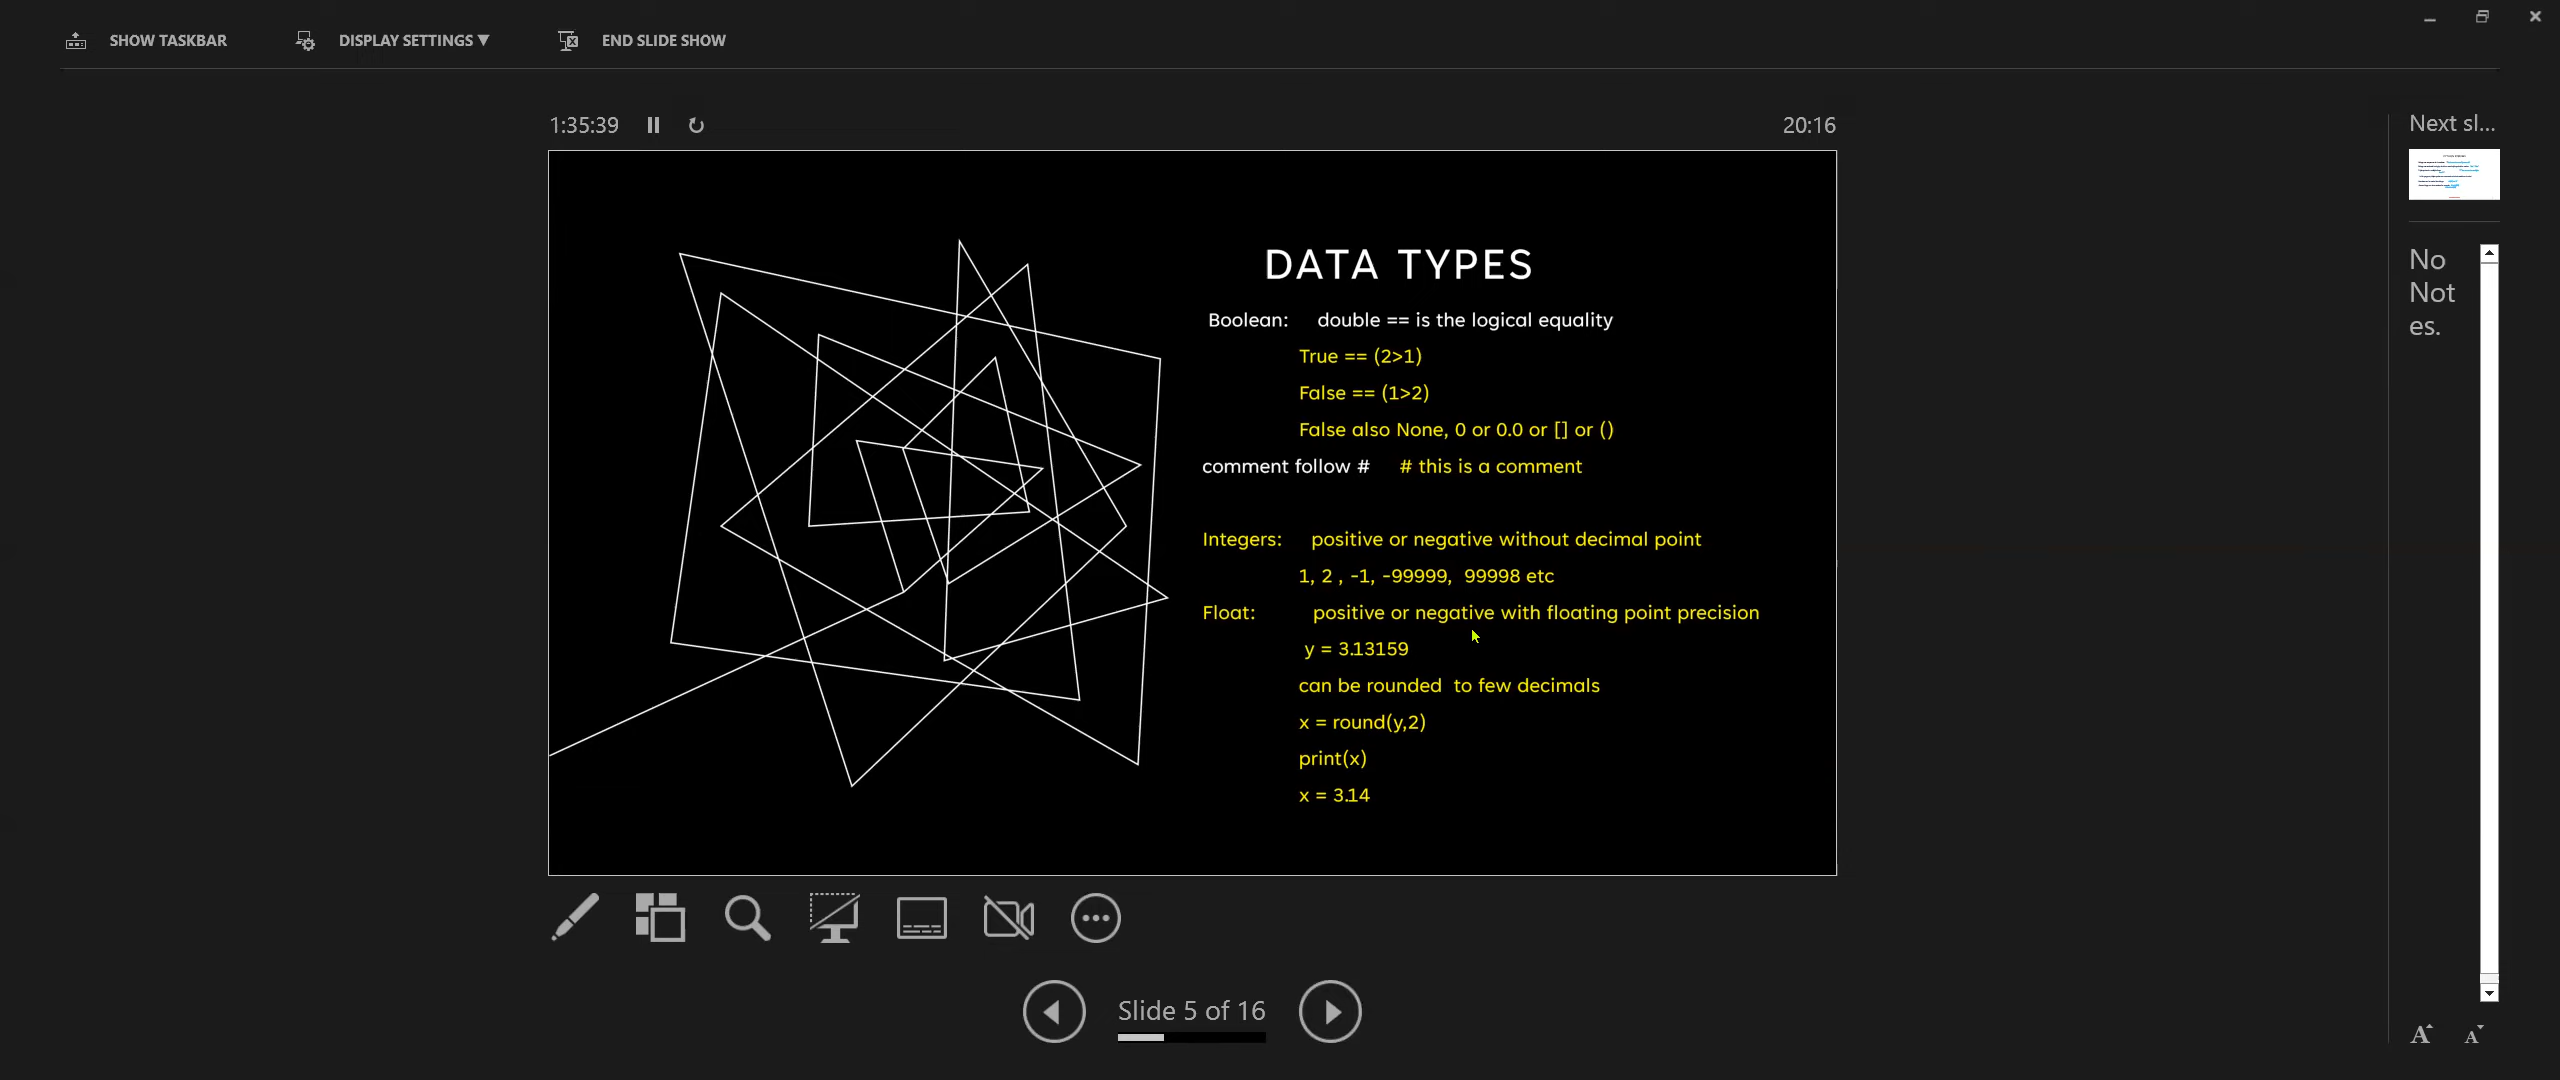 SHOW TASKBAR
DISPLAY SETTINGS ▼
END SLIDE SHOW
1:35:39
20:16
Next sl...
DATA TYPES
Boolean: double == is the logical equality
True == (2>1)
False == (1>2)
False also None, 0 or 0.0 or [] or ()
comment follow # # this is a comment
Integers: positive or negative without decimal point
1, 2 , -1, -99999, 99998 etc
Float: positive or negative with floating point precision
y = 3.13159
can be rounded to few decimals
x = round(y,2)
print(x)
x = 3.14
No
Not
es.
Slide 5 of 16
A A